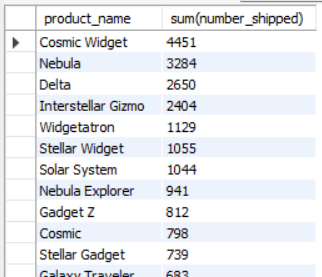 product_name sum(number_shipped)
Cosmic Widget 4451
Nebula 3284
Delta 2650
Interstellar Gizmo 2404
Widgetatron 1129
Stellar Widget 1055
Solar System 1044
Nebula Explorer 941
Gadget Z 812
Cosmic 798
Stellar Gadget 739
Galaxy Traveler 683